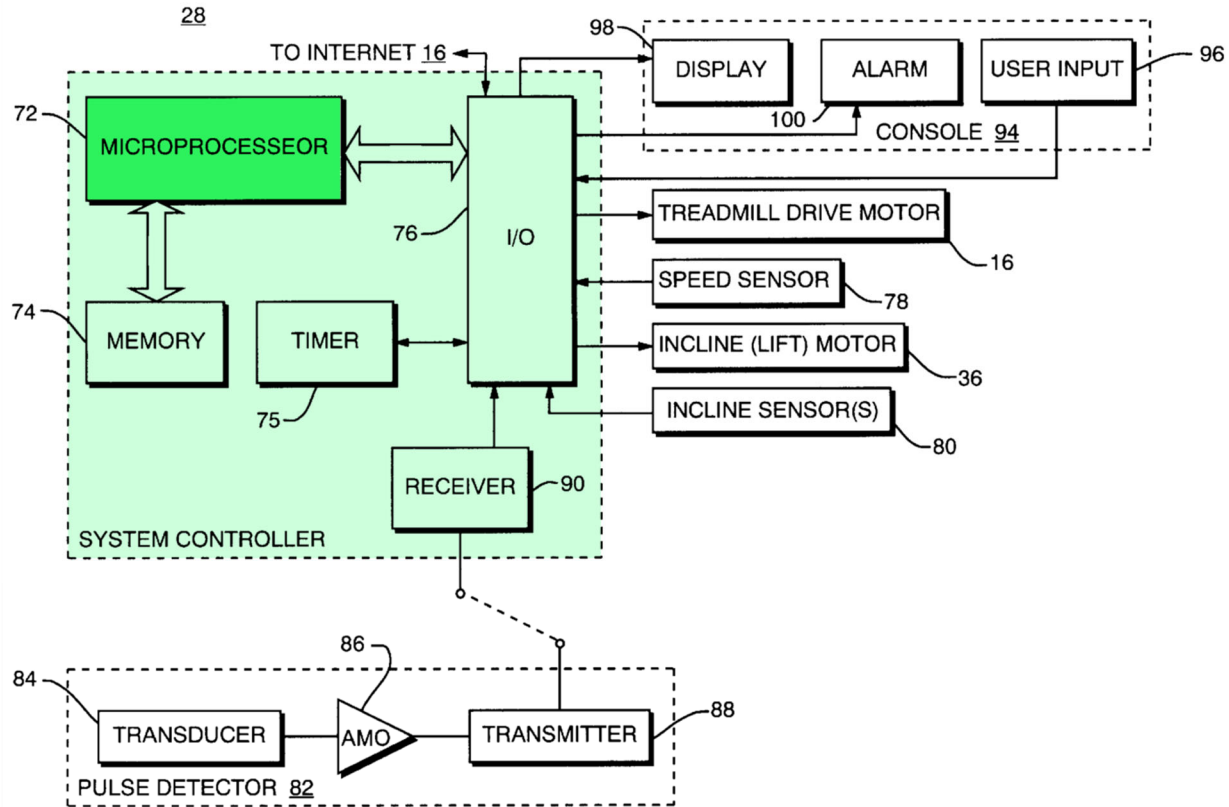 28
TO INTERNET 16
98
DISPLAY
ALARM
USER INPUT
96
100
CONSOLE 94
72
MICROPROCESSEOR
76
I/O
TREADMILL DRIVE MOTOR
16
SPEED SENSOR
78
74
MEMORY
TIMER
75
INCLINE (LIFT) MOTOR
36
INCLINE SENSOR(S)
80
RECEIVER
90
SYSTEM CONTROLLER
86
84
TRANSDUCER
AMO
TRANSMITTER
88
PULSE DETECTOR 82